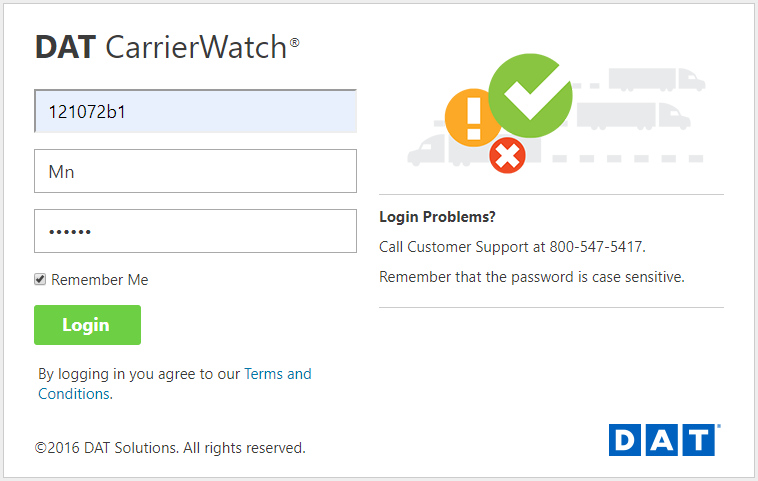 DAT CarrierWatch®
121072b1
Mn
••••••
Remember Me
Login
By logging in you agree to our Terms and
Conditions.
©2016 DAT Solutions. All rights reserved.
Login Problems?
Call Customer Support at 800-547-5417.
Remember that the password is case sensitive.
DAT